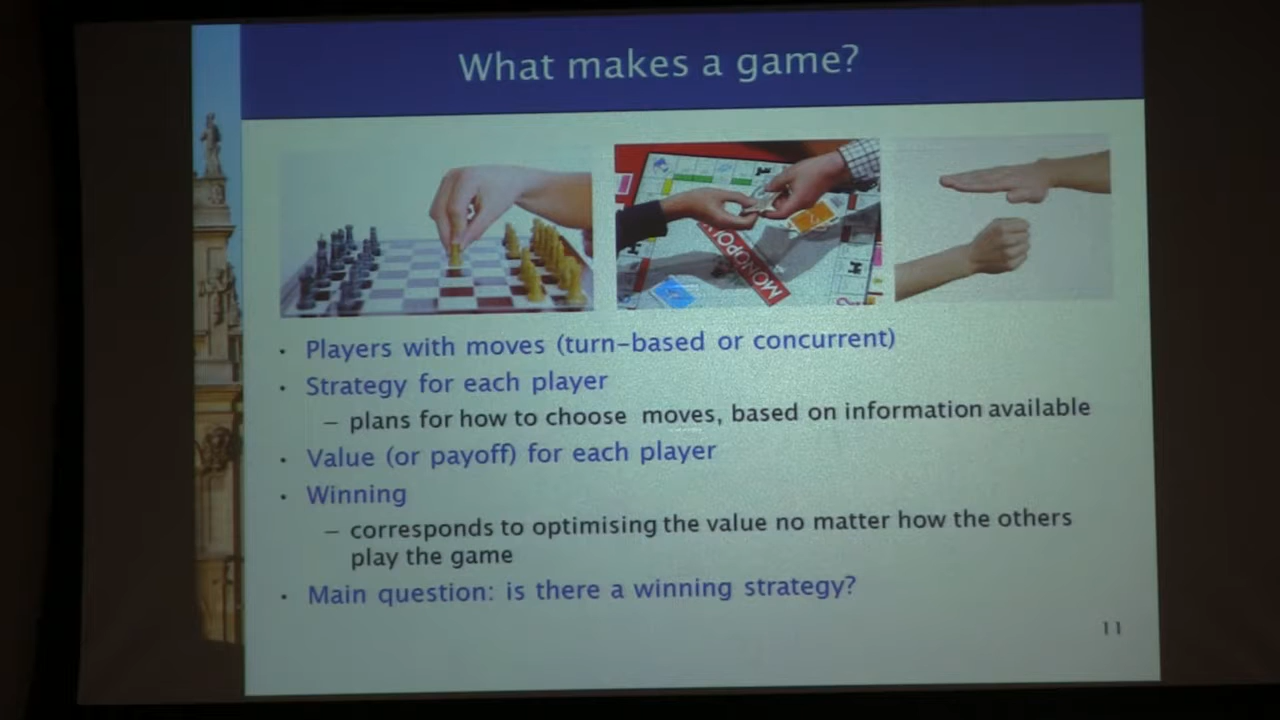 What makes a game?
MONOPOLY
• Players with moves (turn-based or concurrent)
• Strategy for each player
– plans for how to choose moves, based on information available
• Value (or payoff) for each player
• Winning
– corresponds to optimising the value no matter how the others
play the game
• Main question: is there a winning strategy?
11